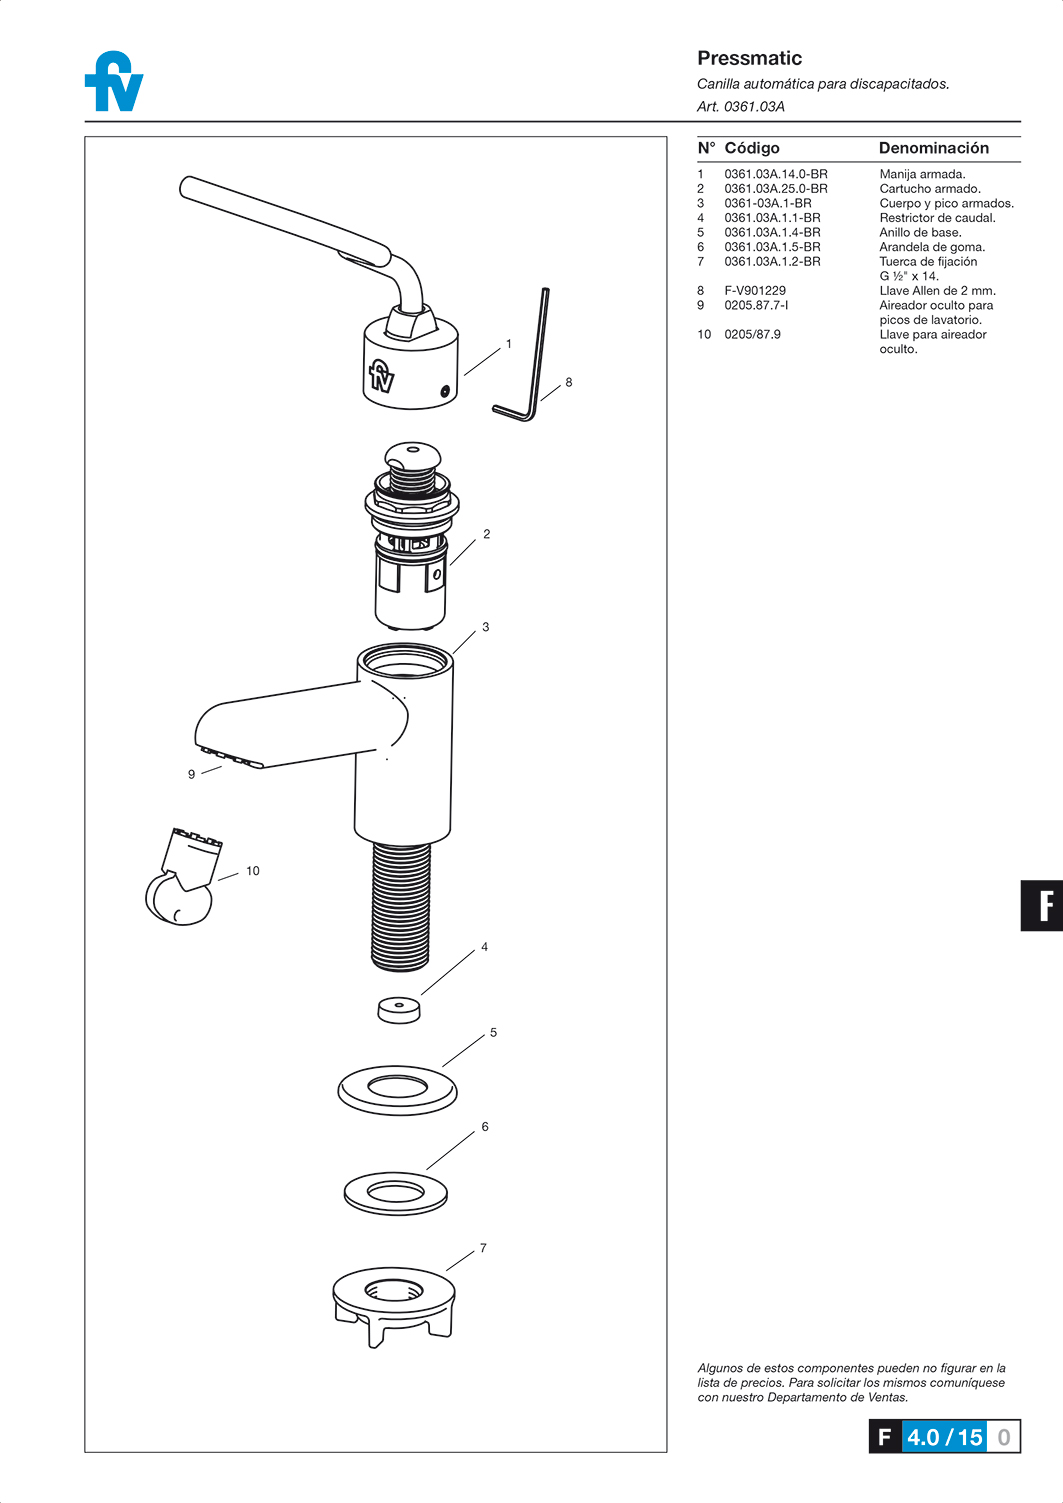 fv
Pressmatic
Canilla automática para discapacitados.
Art. 0361.03A
N° Código Denominación
1 0361.03A.14.0-BR Manija armada.
2 0361.03A.25.0-BR Cartucho armado.
3 0361-03A.1-BR Cuerpo y pico armados.
4 0361.03A.1.1-BR Restrictor de caudal.
5 0361.03A.1.4-BR Anillo de base.
6 0361.03A.1.5-BR Arandela de goma.
7 0361.03A.1.2-BR Tuerca de fijación
G ½" x 14.
8 F-V901229 Llave Allen de 2 mm.
9 0205.87.7-I Aireador oculto para
picos de lavatorio.
10 0205/87.9 Llave para aireador
oculto.
1
fv
8
2
3
9
10
F
4
5
6
7
Algunos de estos componentes pueden no figurar en la
lista de precios. Para solicitar los mismos comuníquese
con nuestro Departamento de Ventas.
F 4.0 / 15 0